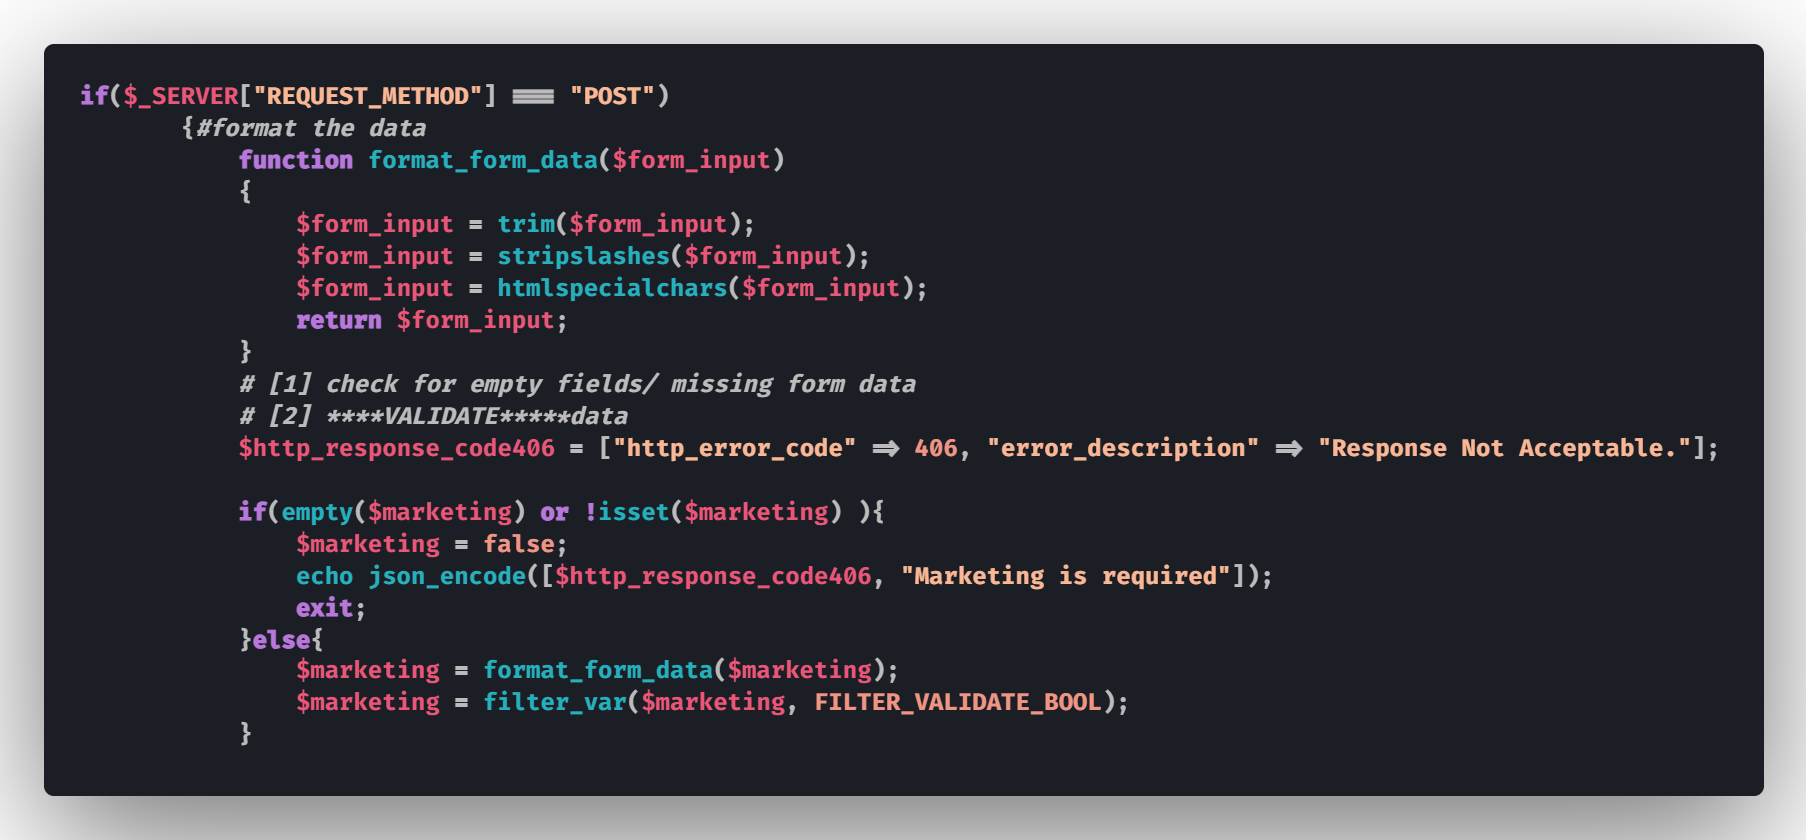 if($_SERVER["REQUEST_METHOD"] === "POST")
{#format the data
function format_form_data($form_input)
{
$form_input = trim($form_input);
$form_input = stripslashes($form_input);
$form_input = htmlspecialchars($form_input);
return $form_input;
}
# [1] check for empty fields/ missing form data
# [2] ****VALIDATE*****data
$http_response_code406 = ["http_error_code" => 406, "error_description" => "Response Not Acceptable."];
if(empty($marketing) or !isset($marketing) ){
$marketing = false;
echo json_encode([$http_response_code406, "Marketing is required"]);
exit;
}else{
$marketing = format_form_data($marketing);
$marketing = filter_var($marketing, FILTER_VALIDATE_BOOL);
}